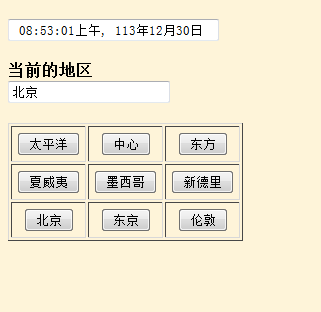 08:53:01上午, 113年12月30日
当前的地区
北京
太平洋 中心 东方
夏威夷 墨西哥 新德里
北京 东京 伦敦